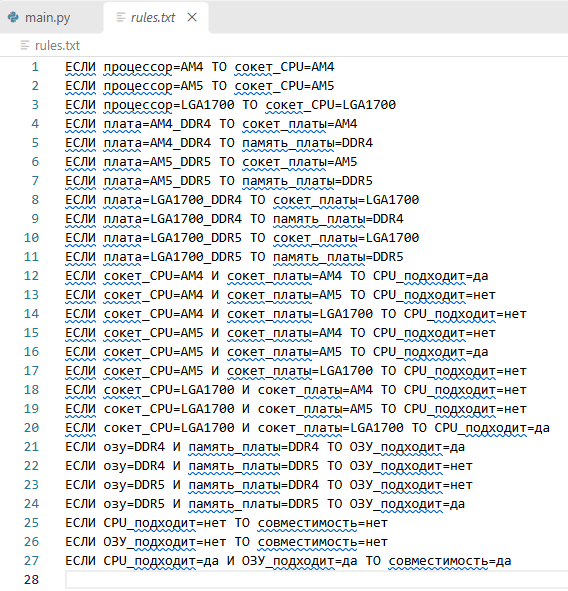 main.py rules.txt
rules.txt
1 ЕСЛИ процессор=AM4 ТО сокет_CPU=AM4
2 ЕСЛИ процессор=AM5 ТО сокет_CPU=AM5
3 ЕСЛИ процессор=LGA1700 ТО сокет_CPU=LGA1700
4 ЕСЛИ плата=AM4_DDR4 ТО сокет_платы=AM4
5 ЕСЛИ плата=AM4_DDR4 ТО память_платы=DDR4
6 ЕСЛИ плата=AM5_DDR5 ТО сокет_платы=AM5
7 ЕСЛИ плата=AM5_DDR5 ТО память_платы=DDR5
8 ЕСЛИ плата=LGA1700_DDR4 ТО сокет_платы=LGA1700
9 ЕСЛИ плата=LGA1700_DDR4 ТО память_платы=DDR4
10 ЕСЛИ плата=LGA1700_DDR5 ТО сокет_платы=LGA1700
11 ЕСЛИ плата=LGA1700_DDR5 ТО память_платы=DDR5
12 ЕСЛИ сокет_CPU=AM4 И сокет_платы=AM4 ТО CPU_подходит=да
13 ЕСЛИ сокет_CPU=AM4 И сокет_платы=AM5 ТО CPU_подходит=нет
14 ЕСЛИ сокет_CPU=AM4 И сокет_платы=LGA1700 ТО CPU_подходит=нет
15 ЕСЛИ сокет_CPU=AM5 И сокет_платы=AM4 ТО CPU_подходит=нет
16 ЕСЛИ сокет_CPU=AM5 И сокет_платы=AM5 ТО CPU_подходит=да
17 ЕСЛИ сокет_CPU=AM5 И сокет_платы=LGA1700 ТО CPU_подходит=нет
18 ЕСЛИ сокет_CPU=LGA1700 И сокет_платы=AM4 ТО CPU_подходит=нет
19 ЕСЛИ сокет_CPU=LGA1700 И сокет_платы=AM5 ТО CPU_подходит=нет
20 ЕСЛИ сокет_CPU=LGA1700 И сокет_платы=LGA1700 ТО CPU_подходит=да
21 ЕСЛИ озу=DDR4 И память_платы=DDR4 ТО ОЗУ_подходит=да
22 ЕСЛИ озу=DDR4 И память_платы=DDR5 ТО ОЗУ_подходит=нет
23 ЕСЛИ озу=DDR5 И память_платы=DDR4 ТО ОЗУ_подходит=нет
24 ЕСЛИ озу=DDR5 И память_платы=DDR5 ТО ОЗУ_подходит=да
25 ЕСЛИ CPU_подходит=нет ТО совместимость=нет
26 ЕСЛИ ОЗУ_подходит=нет ТО совместимость=нет
27 ЕСЛИ CPU_подходит=да И ОЗУ_подходит=да ТО совместимость=да
28